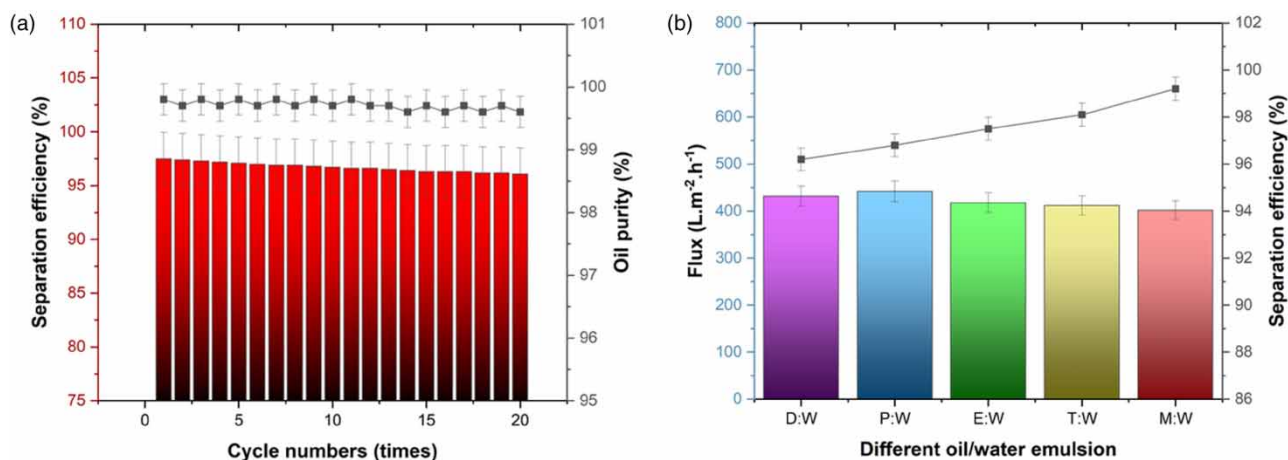 (a)
Separation efficiency (%)
110
105
100
95
90
85
80
75
0
5
10
15
20
Cycle numbers (times)
101
100
99
98
97
96
95
Oil purity (%)
(b)
Flux (L.m⁻².h⁻¹)
800
700
600
500
400
300
200
100
0
D:W
P:W
E:W
T:W
M:W
Different oil/water emulsion
102
100
98
96
94
92
90
88
86
Separation efficiency (%)